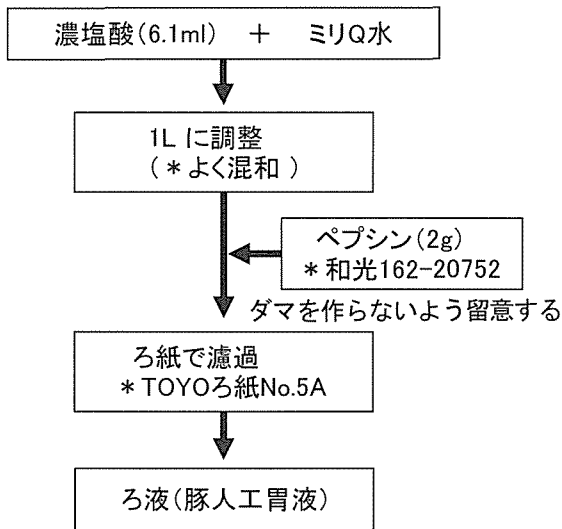 濃塩酸(6.1ml) + ミリQ水
1L に調整
(*よく混和 )
ペプシン(2g)
*和光162-20752
ダマを作らないよう留意する
ろ紙で濾過
*TOYOろ紙No.5A
ろ液(豚人工胃液)